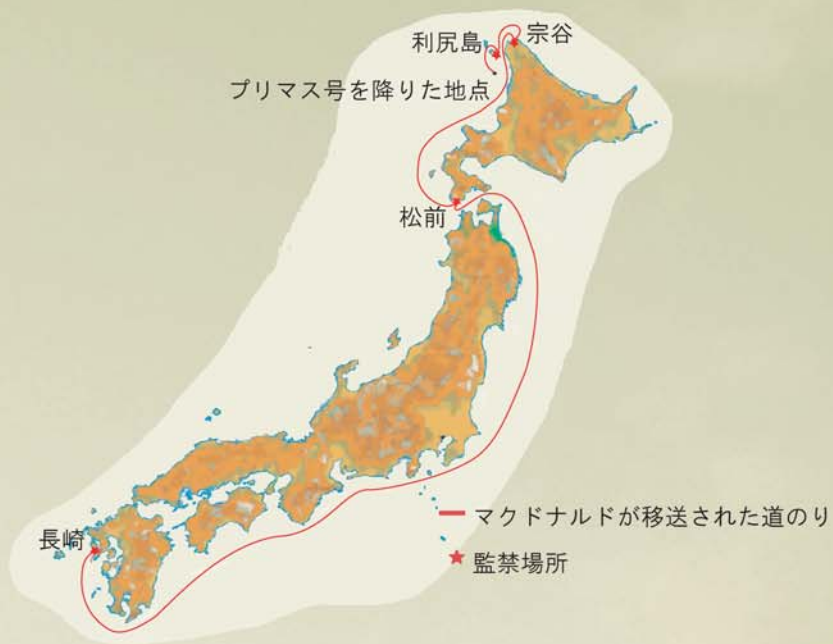 利尻島
宗谷
プリマス号を降りた地点
松前
長崎
マクドナルドが移送された道のり
監禁場所